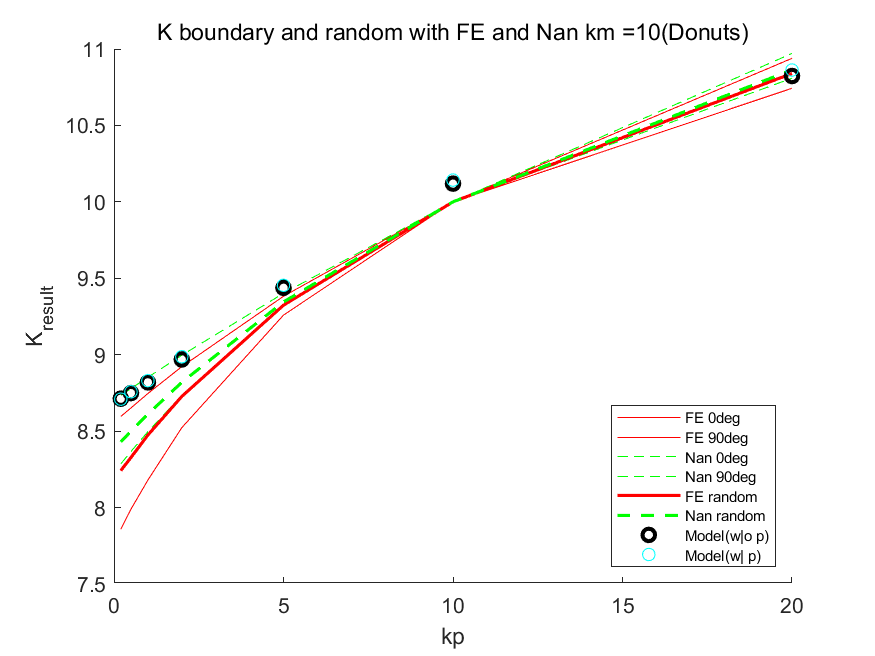 K boundary and random with FE and Nan km =10(Donuts)
11
10.5
10
9.5
9
8.5
8
7.5
K_result
0
5
10
15
20
kp
FE 0deg
FE 90deg
Nan 0deg
Nan 90deg
FE random
Nan random
Model(w|o p)
Model(w| p)